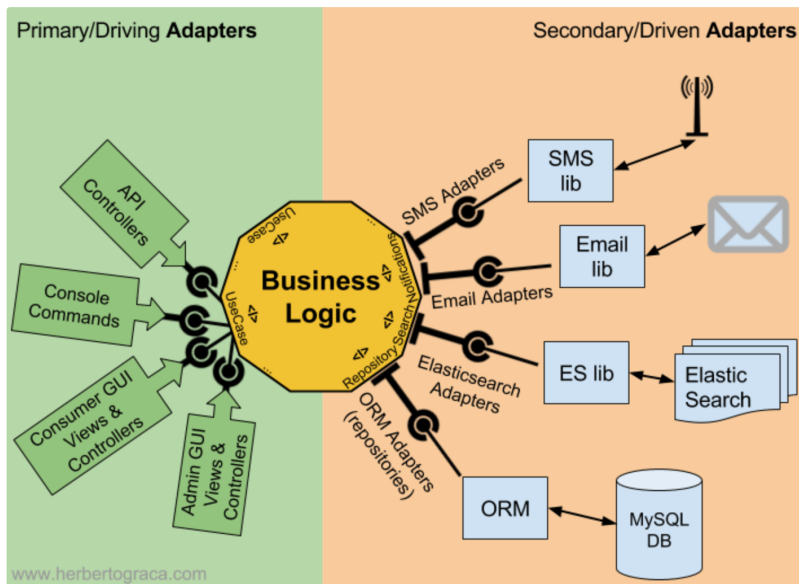 Primary/Driving Adapters
Secondary/Driven Adapters
API
Controllers
Console
Commands
Consumer GUI
Views &
Controllers
Admin GUI
Views &
Controllers
UseCase
</>
...
...
UseCase
</>
...
...
Business
Logic
Notifications
</>
Search
</>
Repository
</>
SMS Adapters
SMS
lib
Email Adapters
Email
lib
Elasticsearch
Adapters
ES lib
Elastic
Search
ORM Adapters
(repositories)
ORM
MySQL
DB
www.herbertograca.com